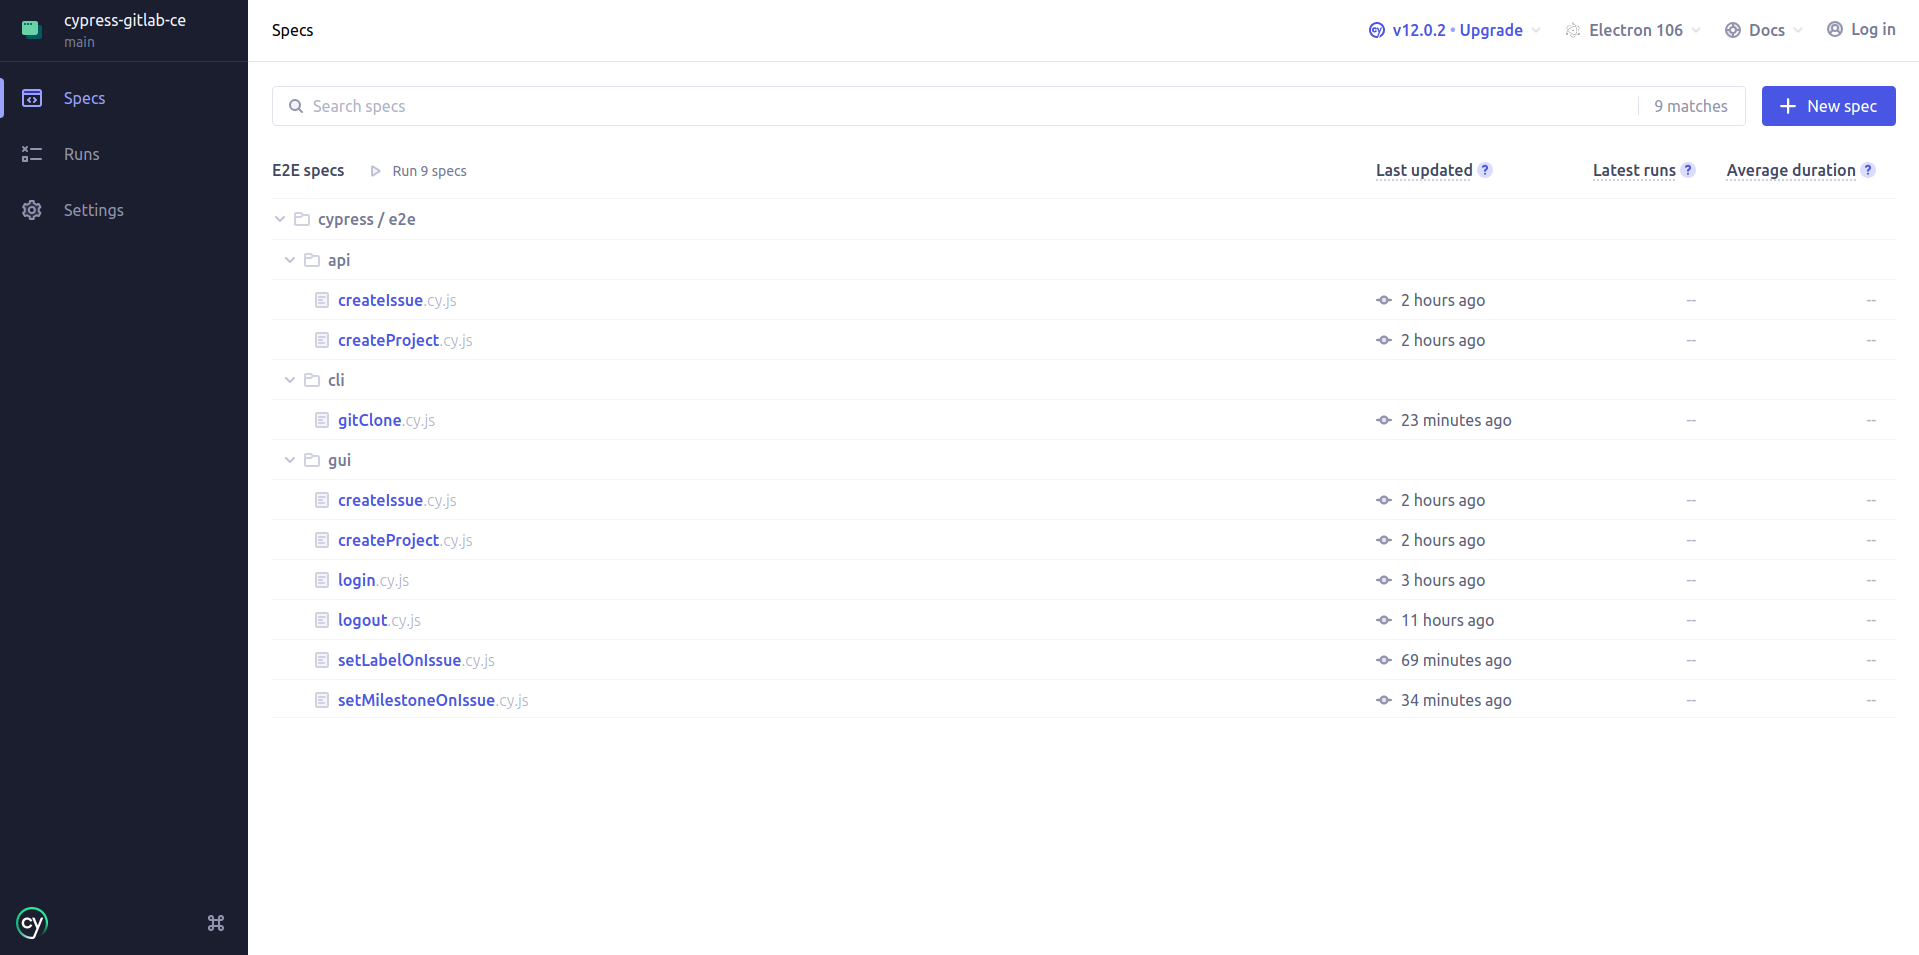 cypress-gitlab-ce
main
Specs
Runs
Settings
cy
Specs
cy v12.0.2 • Upgrade Electron 106 Docs Log in
Search specs 9 matches New spec
E2E specs Run 9 specs Last updated ? Latest runs ? Average duration ?
cypress / e2e
api
createIssue.cy.js 2 hours ago -- --
createProject.cy.js 2 hours ago -- --
cli
gitClone.cy.js 23 minutes ago -- --
gui
createIssue.cy.js 2 hours ago -- --
createProject.cy.js 2 hours ago -- --
login.cy.js 3 hours ago -- --
logout.cy.js 11 hours ago -- --
setLabelOnIssue.cy.js 69 minutes ago -- --
setMilestoneOnIssue.cy.js 34 minutes ago -- --